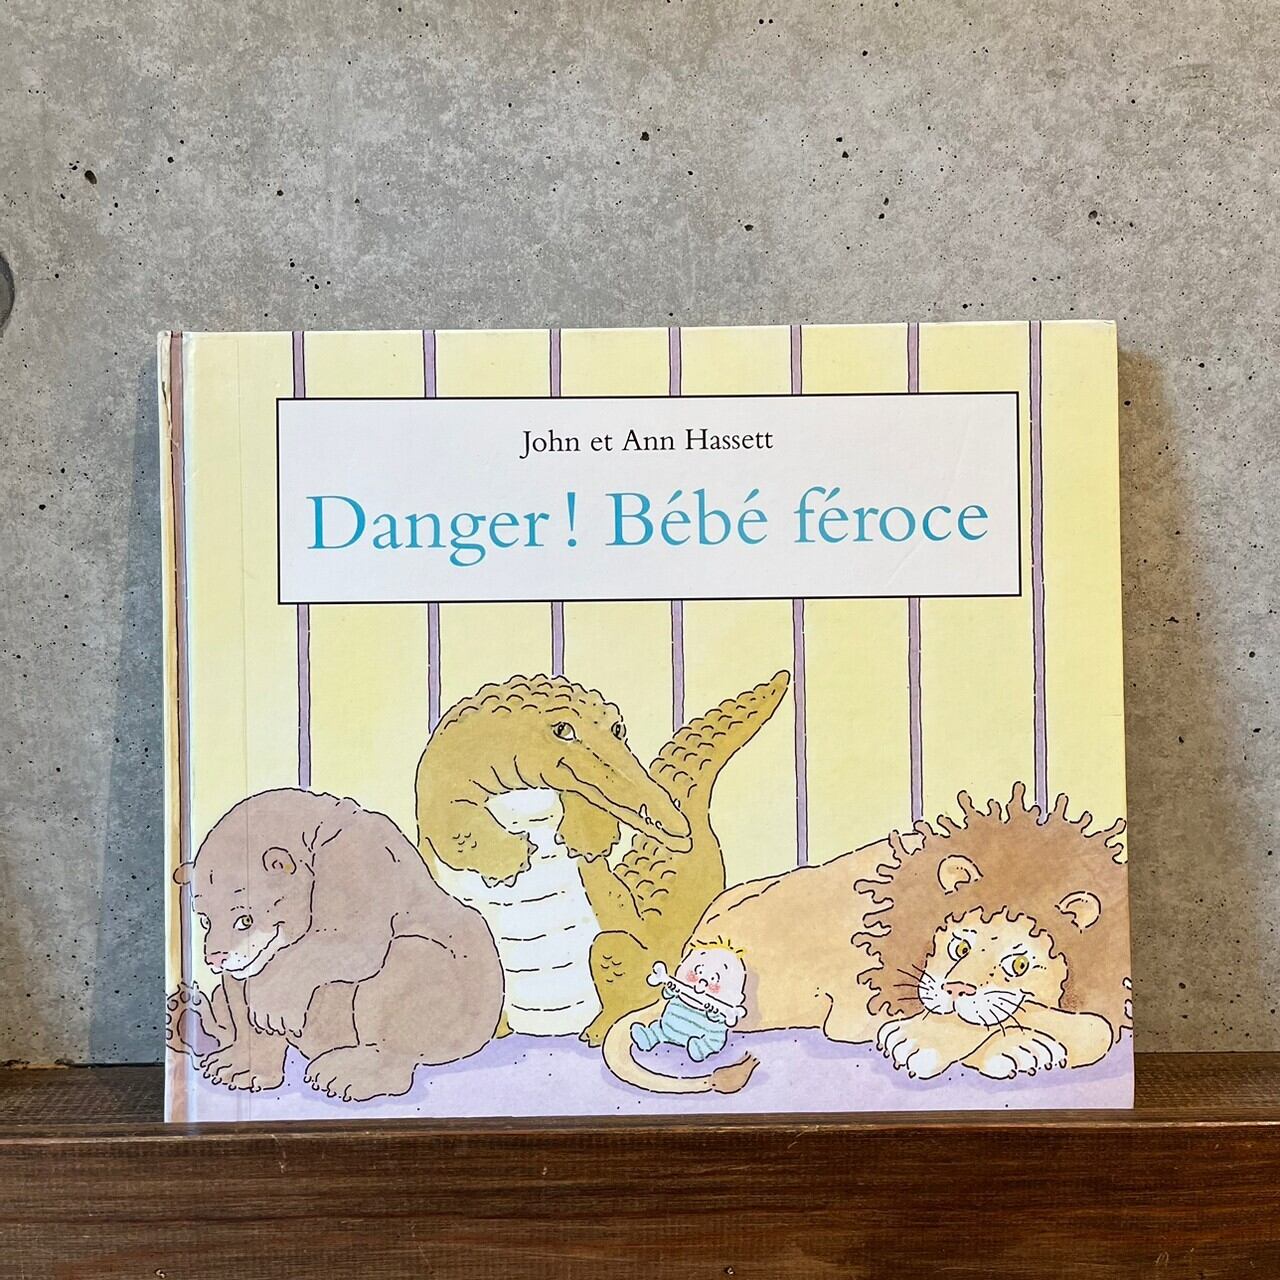 John et Ann Hassett
Danger ! Bébé féroce